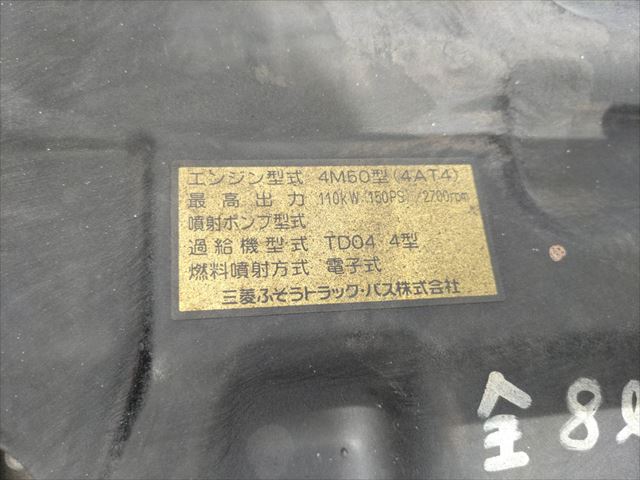 エンジン型式 4M50型(4AT4)
最高出力 110kW(150PS)/2700rpm
噴射ポンプ型式
過給機型式 TD04 4型
燃料噴射方式 電子式
三菱ふそうトラック・バス株式会社
全8